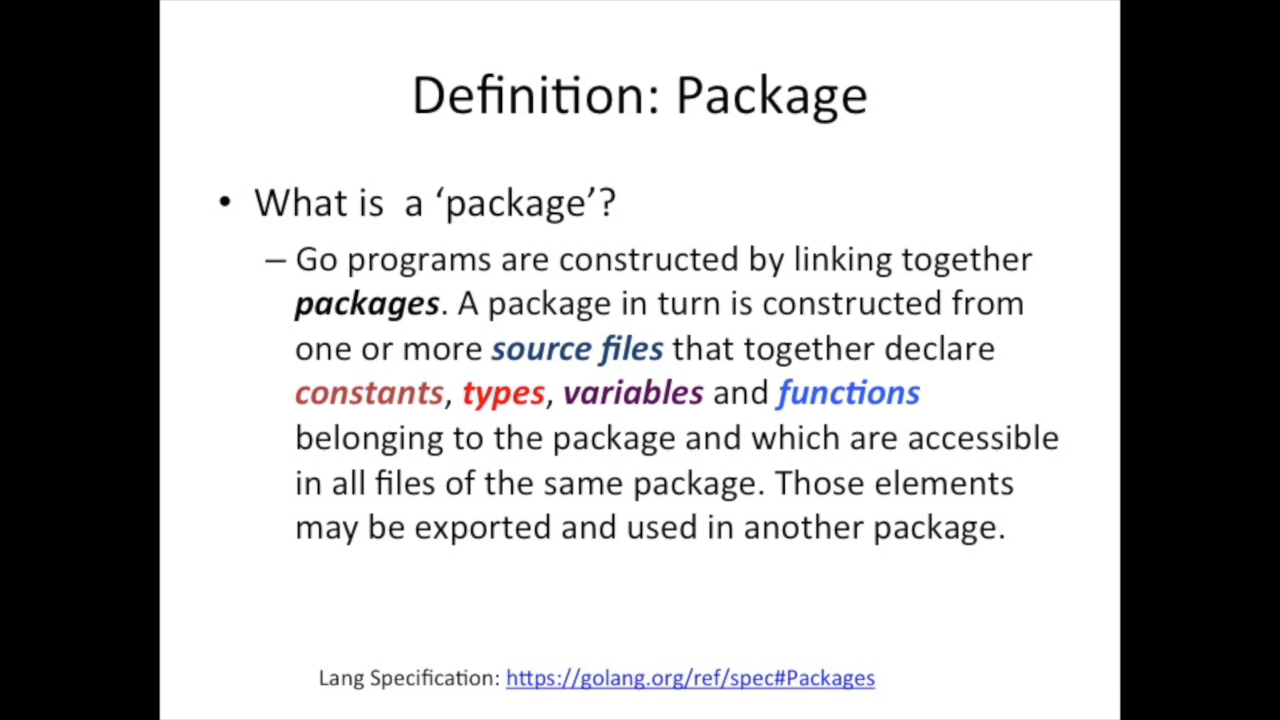 Definition: Package
• What is  a ‘package’?
– Go programs are constructed by linking together
packages. A package in turn is constructed from
one or more source files that together declare
constants, types, variables and functions
belonging to the package and which are accessible
in all files of the same package. Those elements
may be exported and used in another package.
Lang Specification: https://golang.org/ref/spec#Packages